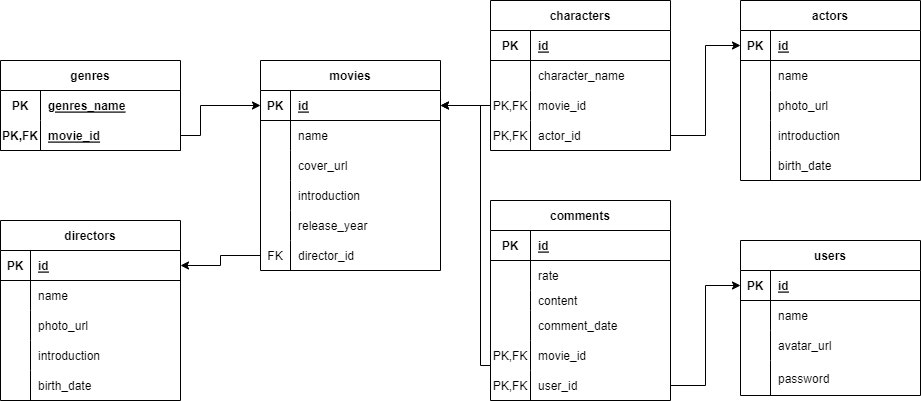 genres
PK genres_name
PK,FK movie_id
directors
PK id
name
photo_url
introduction
birth_date
movies
PK id
name
cover_url
introduction
release_year
FK director_id
characters
PK id
character_name
PK,FK movie_id
PK,FK actor_id
comments
PK id
rate
content
comment_date
PK,FK movie_id
PK,FK user_id
actors
PK id
name
photo_url
introduction
birth_date
users
PK id
name
avatar_url
password